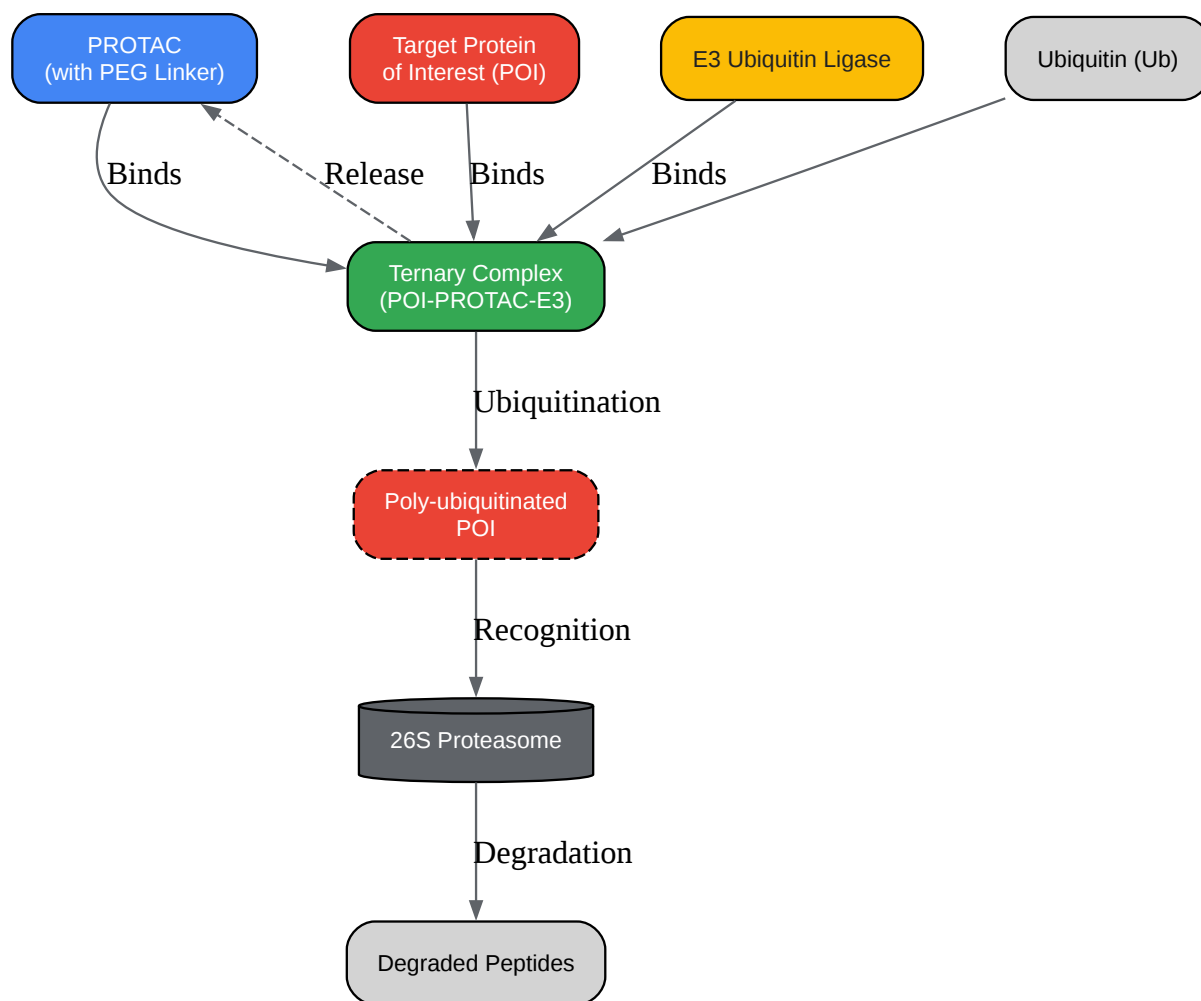 PROTAC
(with PEG Linker)
Target Protein
of Interest (POI)
E3 Ubiquitin Ligase
Ubiquitin (Ub)
Binds
Release
Binds
Binds
Ternary Complex
(POI-PROTAC-E3)
Ubiquitination
Poly-ubiquitinated
POI
Recognition
26S Proteasome
Degradation
Degraded Peptides